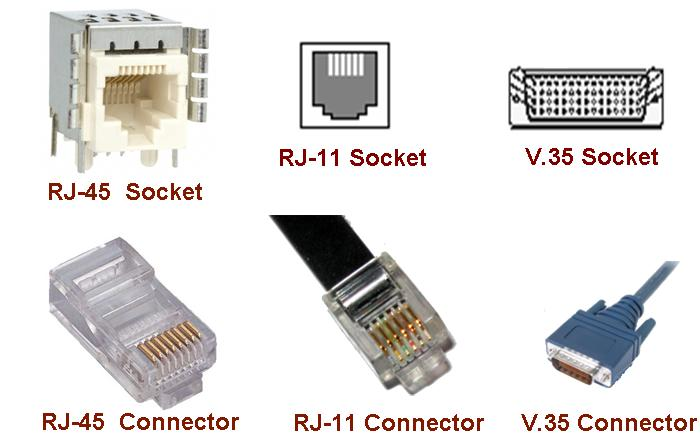 RJ-45  Socket
RJ-11 Socket
V.35 Socket
RJ-45  Connector
RJ-11 Connector
V.35 Connector